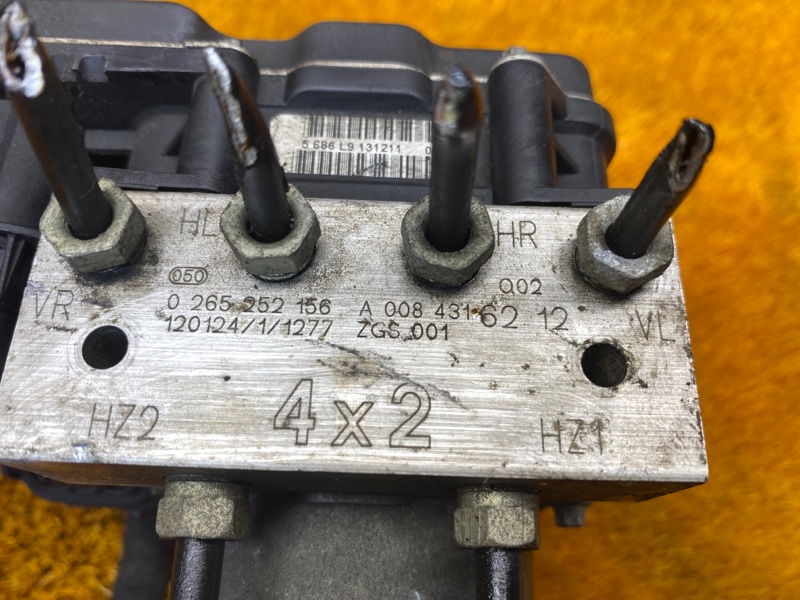 5 686 L9 131211 0
HL HR
050 Q02
VR 0 265 252 156 A 008 431 62 12 VL
120124/1/1277 ZGS 001
4x2
HZ2 HZ1